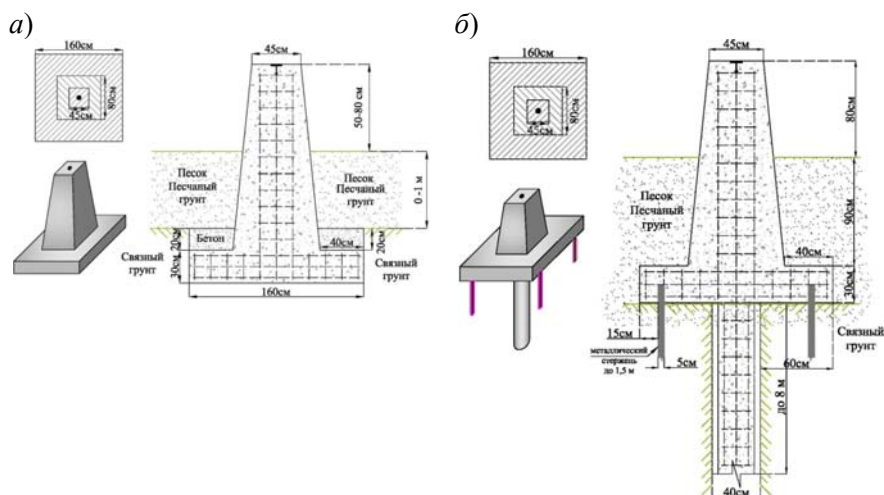 а)
160см
80см
45см
45см
50-80 см
0 -1 м
Песок
Песчаный
грунт
Песок
Песчаный
грунт
20см
Бетон
40см
20см
30см
Связный
грунт
Связный
грунт
160см
б)
160см
80см
45см
45см
80см
Песок
Песчаный
грунт
90см
40см
30см
15см
Связный
грунт
металлический
стержень
до 1,5 м
5см
60см
до 8 м
40см